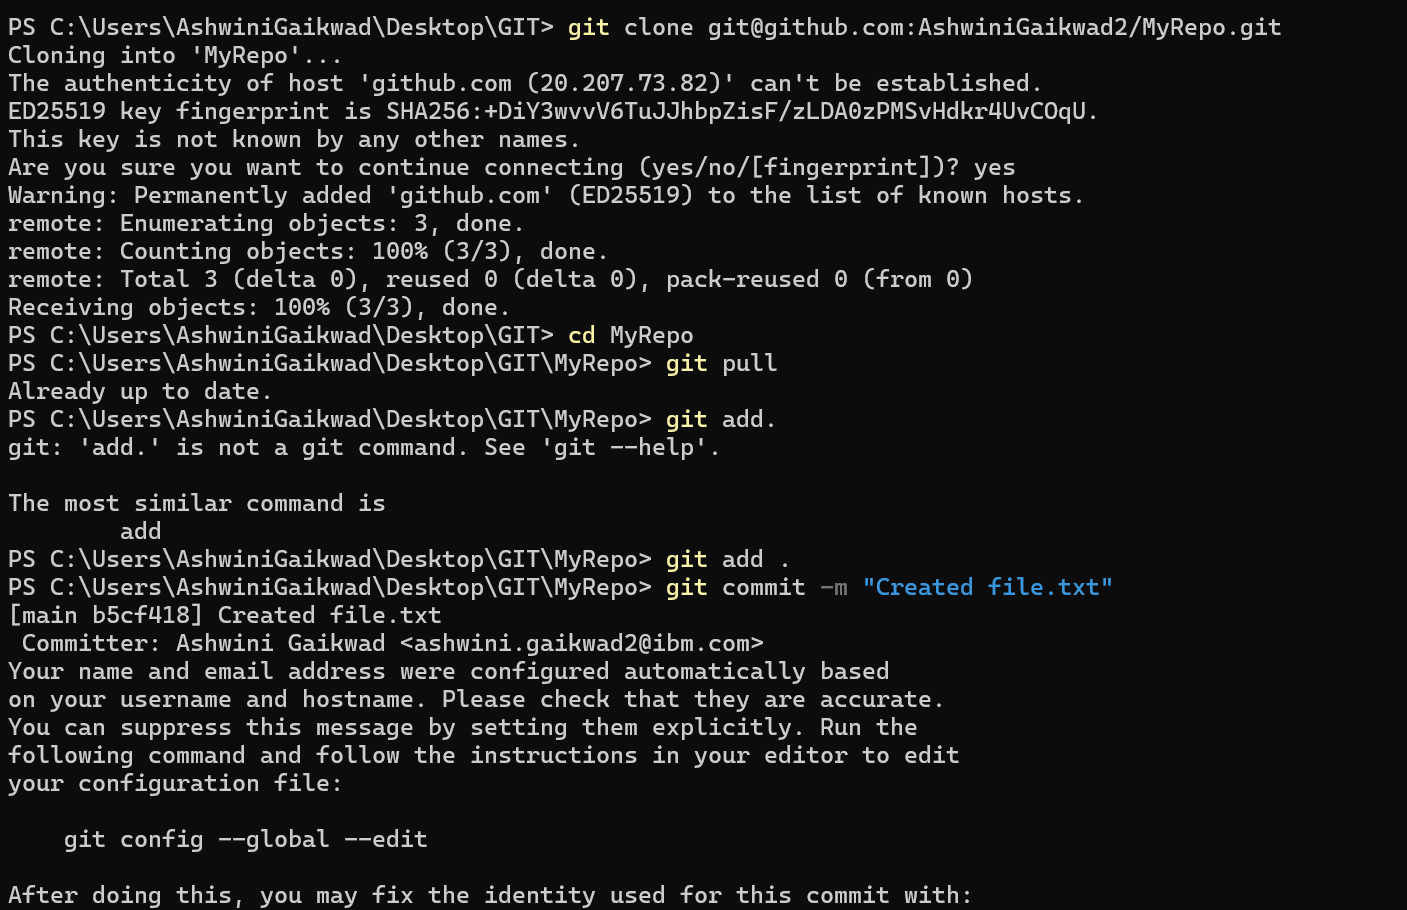 PS C:\Users\AshwiniGaikwad\Desktop\GIT> git clone git@github.com:AshwiniGaikwad2/MyRepo.git
Cloning into 'MyRepo'...
The authenticity of host 'github.com (20.207.73.82)' can't be established.
ED25519 key fingerprint is SHA256:+DiY3wvvV6TuJJhbpZisF/zLDA0zPMSvHdkr4UvCOqU.
This key is not known by any other names.
Are you sure you want to continue connecting (yes/no/[fingerprint])? yes
Warning: Permanently added 'github.com' (ED25519) to the list of known hosts.
remote: Enumerating objects: 3, done.
remote: Counting objects: 100% (3/3), done.
remote: Total 3 (delta 0), reused 0 (delta 0), pack-reused 0 (from 0)
Receiving objects: 100% (3/3), done.
PS C:\Users\AshwiniGaikwad\Desktop\GIT> cd MyRepo
PS C:\Users\AshwiniGaikwad\Desktop\GIT\MyRepo> git pull
Already up to date.
PS C:\Users\AshwiniGaikwad\Desktop\GIT\MyRepo> git add.
git: 'add.' is not a git command. See 'git --help'.

The most similar command is
        add
PS C:\Users\AshwiniGaikwad\Desktop\GIT\MyRepo> git add .
PS C:\Users\AshwiniGaikwad\Desktop\GIT\MyRepo> git commit -m "Created file.txt"
[main b5cf418] Created file.txt
 Committer: Ashwini Gaikwad <ashwini.gaikwad2@ibm.com>
Your name and email address were configured automatically based
on your username and hostname. Please check that they are accurate.
You can suppress this message by setting them explicitly. Run the
following command and follow the instructions in your editor to edit
your configuration file:

    git config --global --edit

After doing this, you may fix the identity used for this commit with: